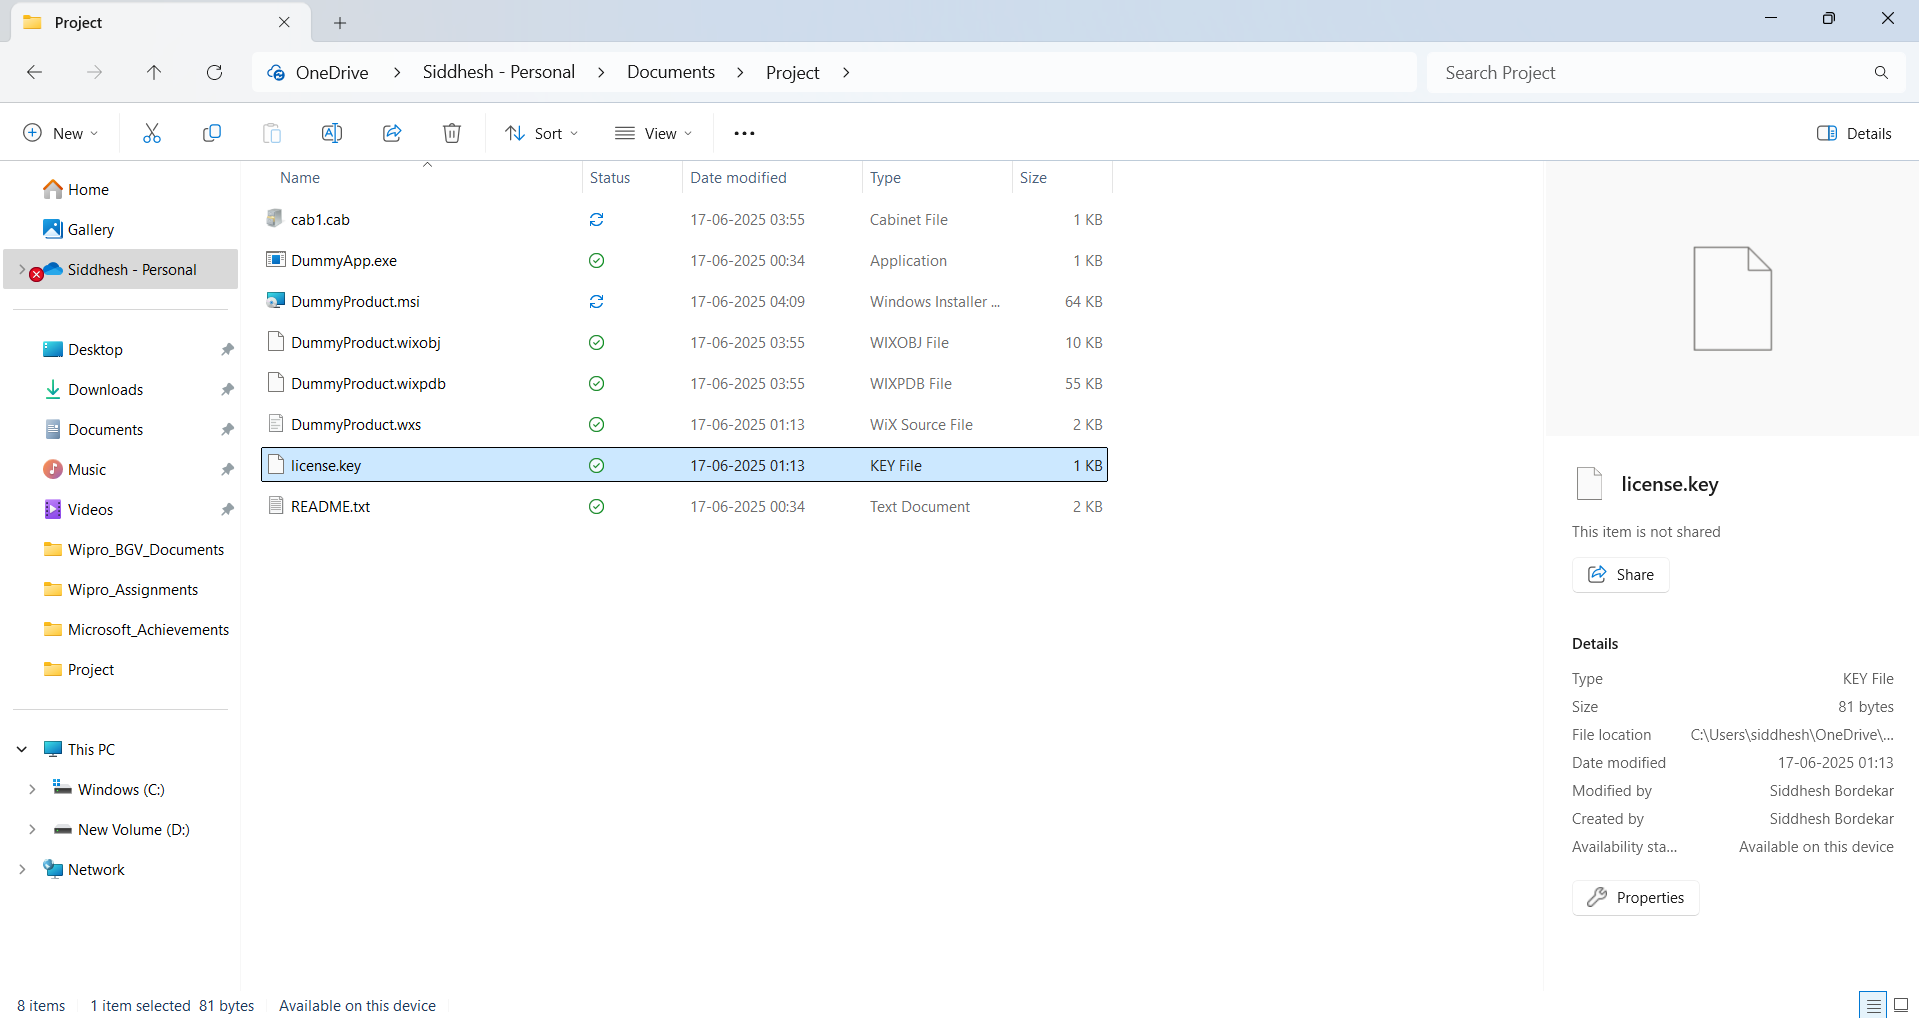 Project
OneDrive > Siddhesh - Personal > Documents > Project >
Search Project
New
Sort
View
Details
Home
Gallery
Siddhesh - Personal
Desktop
Downloads
Documents
Music
Videos
Wipro_BGV_Documents
Wipro_Assignments
Microsoft_Achievements
Project
This PC
Windows (C:)
New Volume (D:)
Network
Name Status Date modified Type Size
cab1.cab 17-06-2025 03:55 Cabinet File 1 KB
DummyApp.exe 17-06-2025 00:34 Application 1 KB
DummyProduct.msi 17-06-2025 04:09 Windows Installer ... 64 KB
DummyProduct.wixobj 17-06-2025 03:55 WIXOBJ File 10 KB
DummyProduct.wixpdb 17-06-2025 03:55 WIXPDB File 55 KB
DummyProduct.wxs 17-06-2025 01:13 WiX Source File 2 KB
license.key 17-06-2025 01:13 KEY File 1 KB
README.txt 17-06-2025 00:34 Text Document 2 KB
license.key
This item is not shared
Share
Details
Type KEY File
Size 81 bytes
File location C:\Users\siddhesh\OneDrive\...
Date modified 17-06-2025 01:13
Modified by Siddhesh Bordekar
Created by Siddhesh Bordekar
Availability sta... Available on this device
Properties
8 items 1 item selected 81 bytes Available on this device